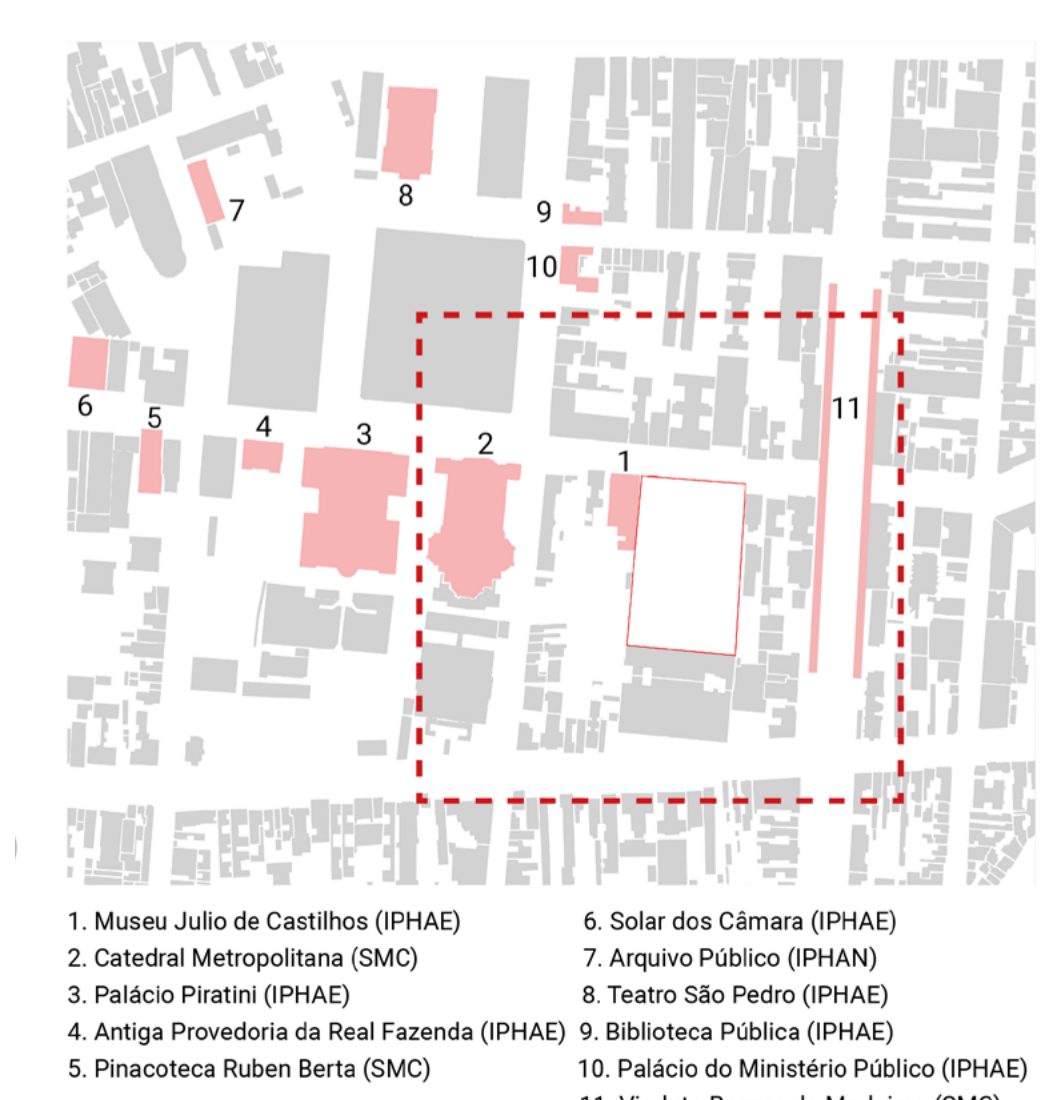 7
8
9
10
6
5
4
3
2
1
11
1. Museu Julio de Castilhos (IPHAE)
2. Catedral Metropolitana (SMC)
3. Palácio Piratini (IPHAE)
4. Antiga Provedoria da Real Fazenda (IPHAE)
5. Pinacoteca Ruben Berta (SMC)
6. Solar dos Câmara (IPHAE)
7. Arquivo Público (IPHAN)
8. Teatro São Pedro (IPHAE)
9. Biblioteca Pública (IPHAE)
10. Palácio do Ministério Público (IPHAE)